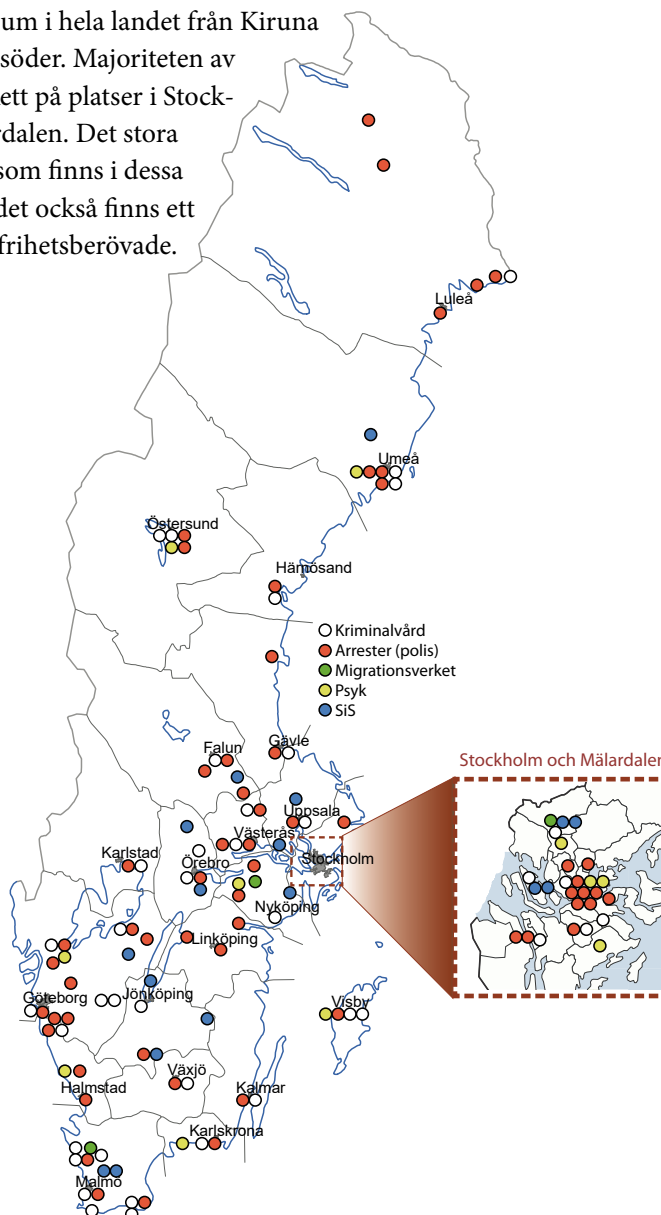 um i hela landet från Kiruna
söder. Majoriteten av
ett på platser i Stock-
dalen. Det stora
som finns i dessa
det också finns ett
frihetsberövade.
Luleå
Umeå
Östersund
Hämösand
Kriminalvård
Arrester (polis)
Migrationsverket
Psyk
SiS
Falun
Gävle
Stockholm och Mälardalen
Uppsala
Västerås
Karlstad
Örebro
Stockholm
Nyköping
Linköping
Göteborg
Jönköping
Visby
Växjö
Halmstad
Kalmar
Karlskrona
Malmö